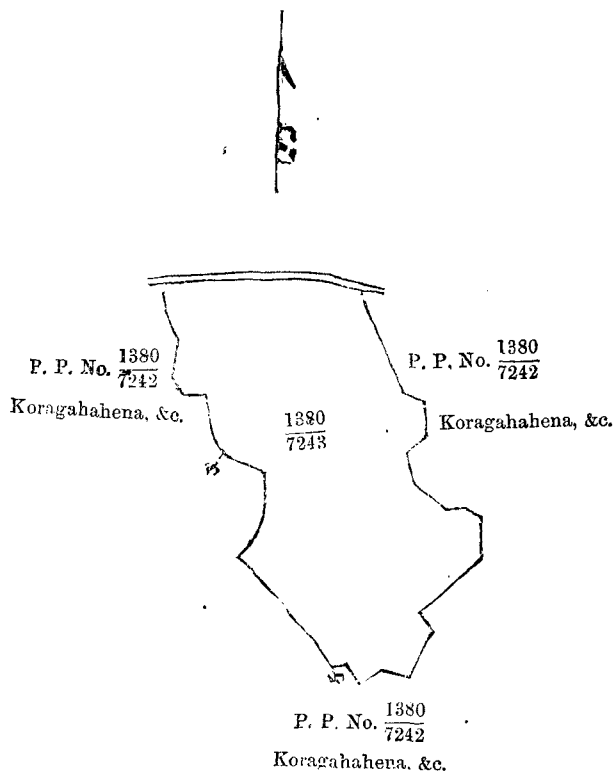 P. P. No. 1380/7242
Koragahahena, &c.
1380/7243
P. P. No. 1380/7242
Koragahahena, &c.
P. P. No. 1380/7242
Koragahahena, &c.